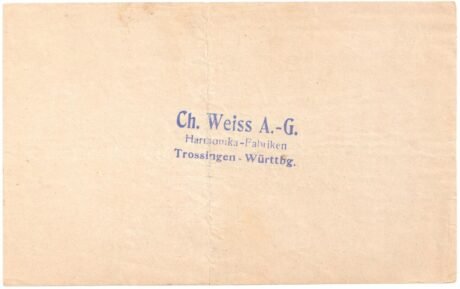 Ch. Weiss A.-G.
Harmonika-Fabriken
Trossingen - Württbg.